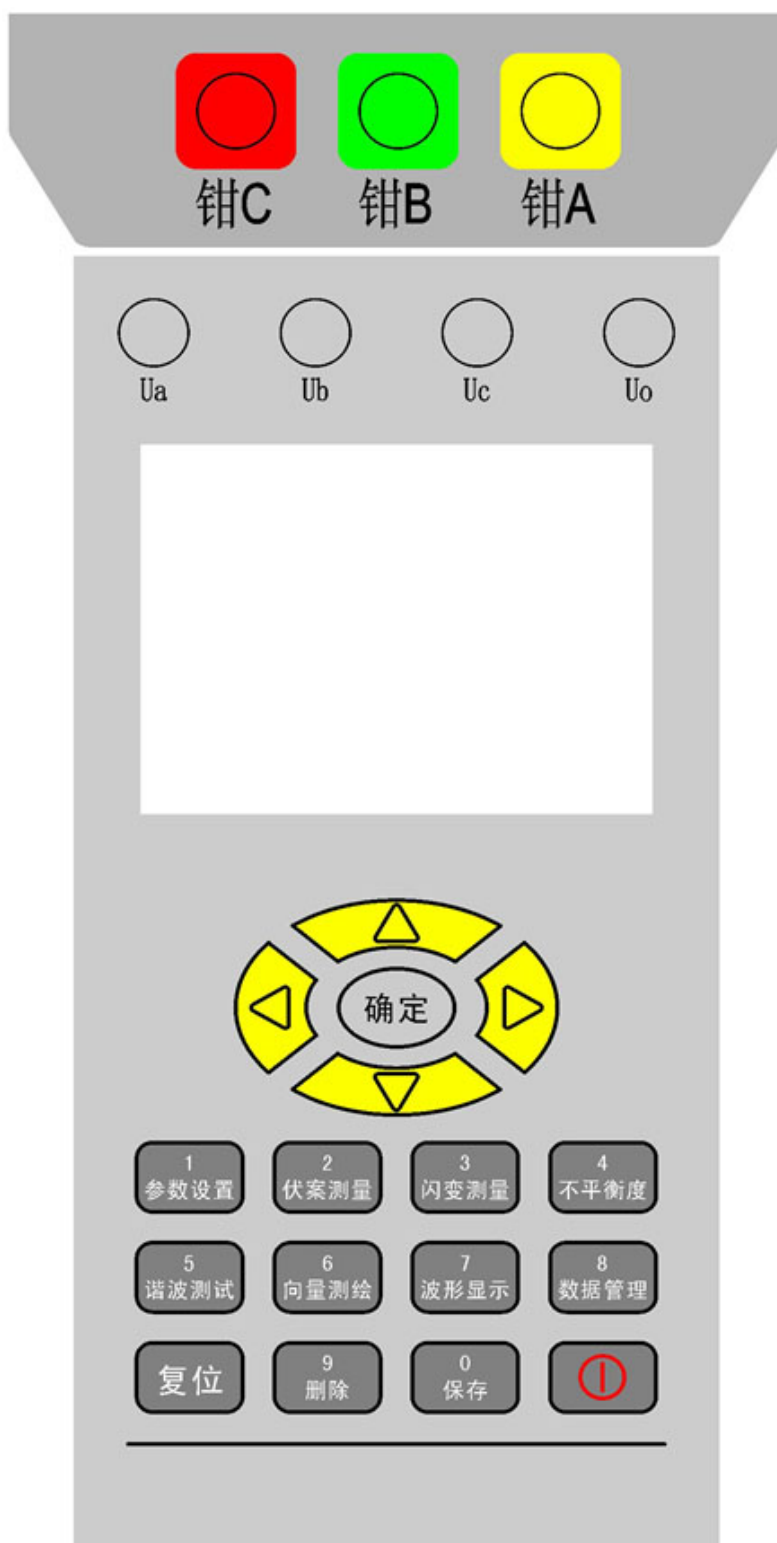 钳C 钳B 钳A
Ua Ub Uc Uo
确定
1 2 3 4
参数设置 伏案测量 闪变测量 不平衡度
5 6 7 8
谐波测试 向量测绘 波形显示 数据管理
复位
9 0
删除 保存